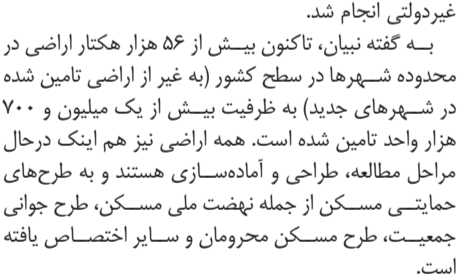 غیردولتی انجام شد.
به گفته نبیان، تاکنون بیش از ۵۶ هزار هکتار اراضی در
محدوده شهرها در سطح کشور (به غیر از اراضی تامین شده
در شهرهای جدید) به ظرفیت بیش از یک میلیون و ۷۰۰
هزار واحد تامین شده است. همه اراضی نیز هم اینک درحال
مراحل مطالعه، طراحی و آماده‌سازی هستند و به طرح‌های
حمایتی مسکن از جمله نهضت ملی مسکن، طرح جوانی
جمعیت، طرح مسکن محرومان و سایر اختصاص یافته
است.